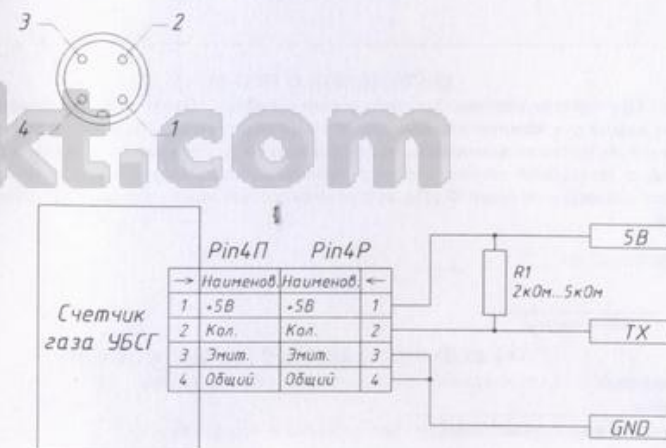 3 2
4 1
kt.com
Pin4П Pin4Р
→ Наименов. Наименов. ←
1 +5В +5В 1
2 Кол. Кол. 2
3 Эмит. Эмит. 3
4 Общий Общий 4
Счетчик
газа УБСГ
R1
2кОм...5кОм
5В
TX
GND